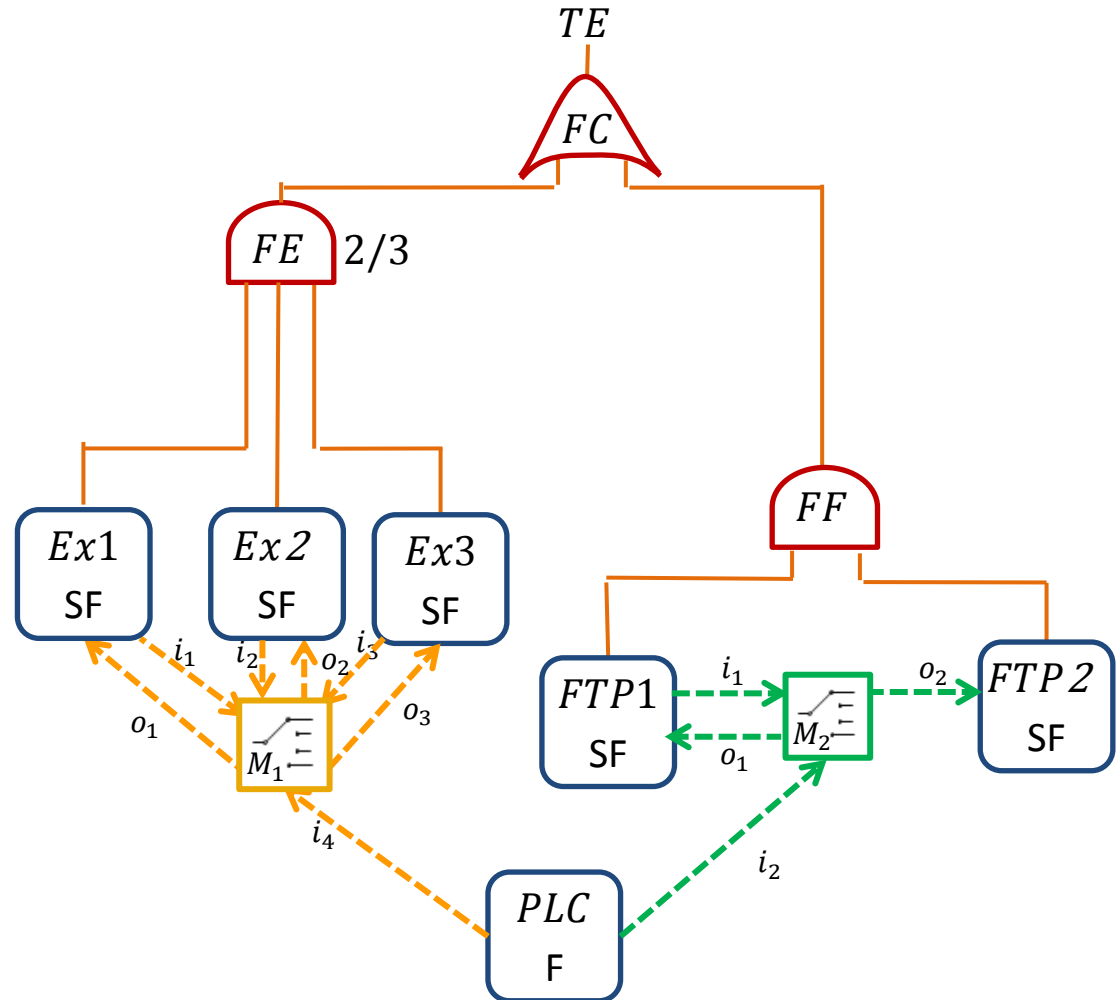 TE
FC
FE 2/3
FF
Ex1
SF
Ex2
SF
Ex3
SF
i₁
i₂
o₂
i₃
o₁
o₃
M₁
i₄
FTP1
SF
i₁
o₁
M₂
o₂
FTP2
SF
i₂
PLC
F